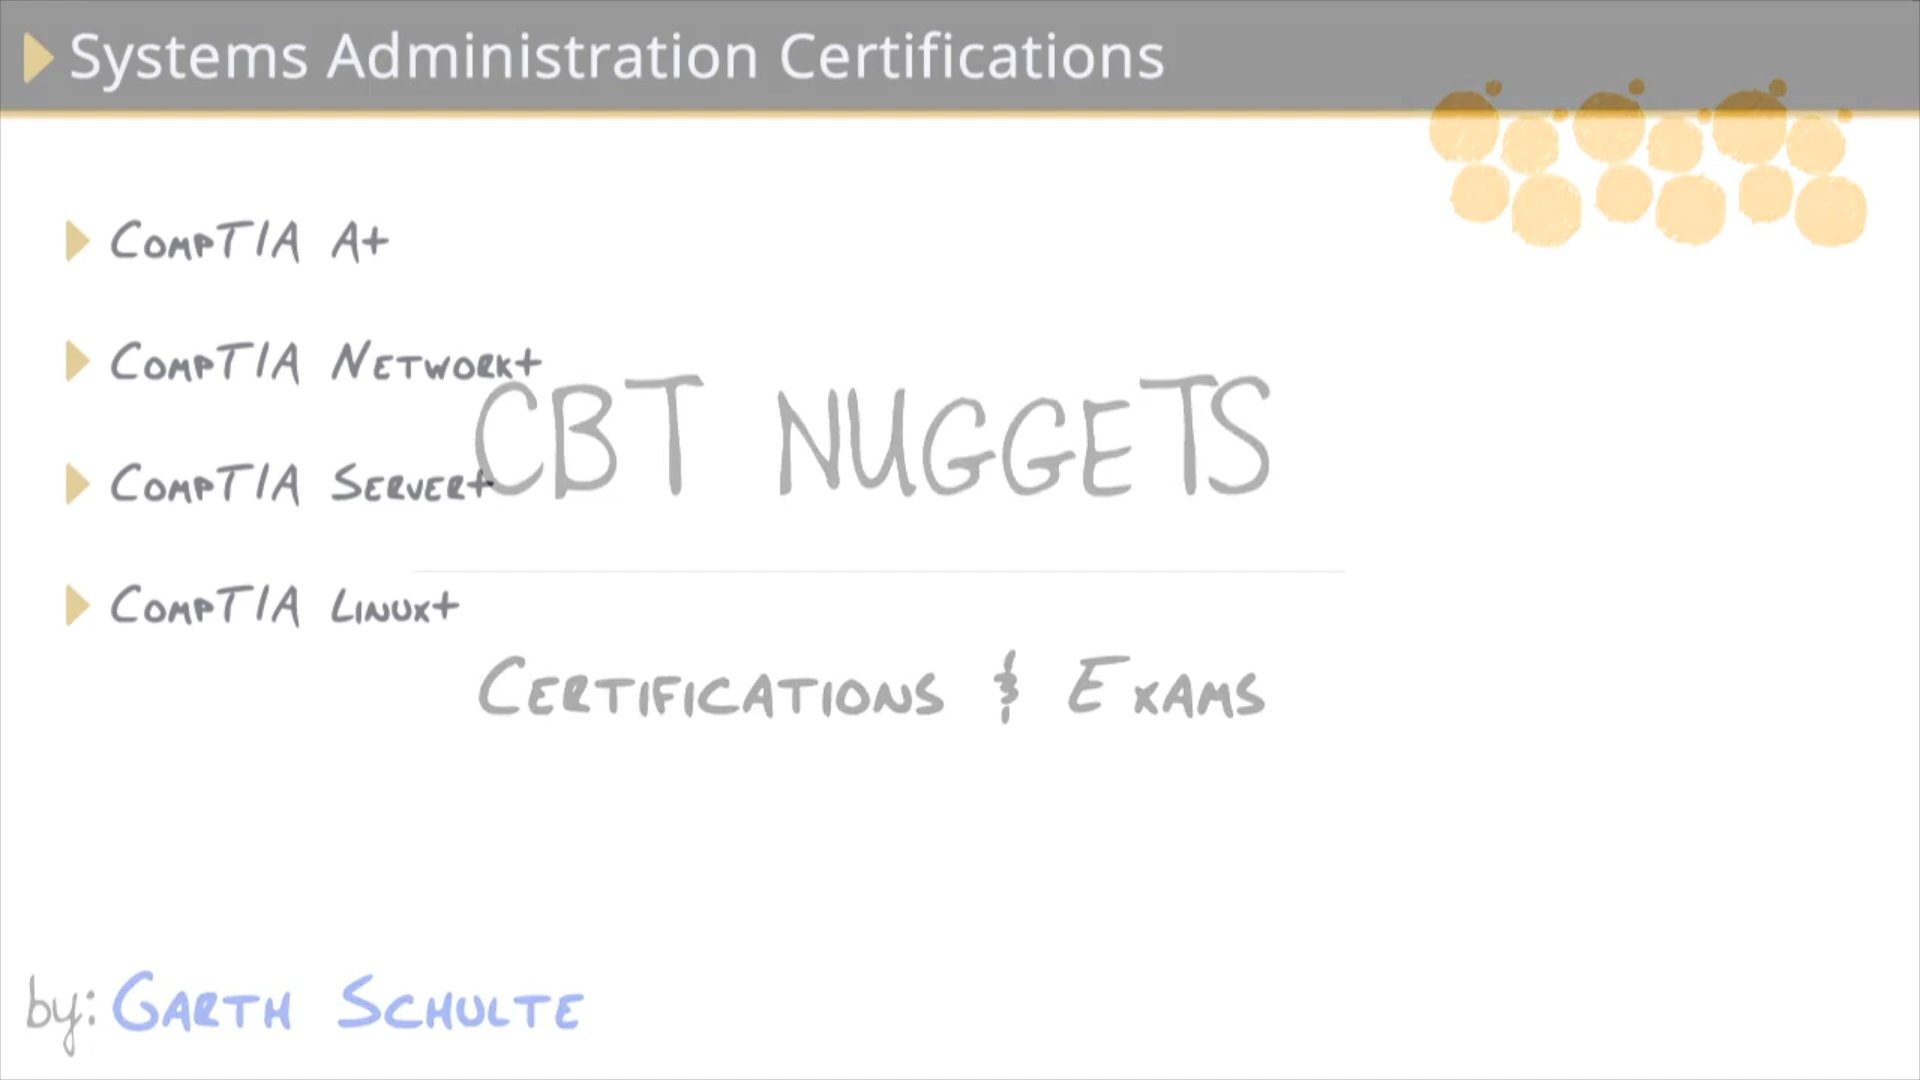 Systems Administration Certifications
CompTIA A+
CompTIA Network+
CBT NUGGETS
CompTIA Server+
CompTIA Linux+
Certifications & Exams
by: Garth Schulte